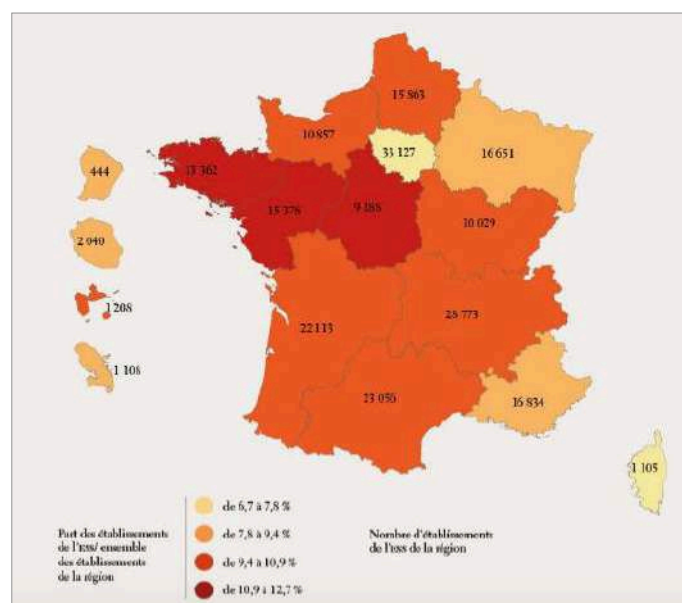 15 863
10 857
33 127
16 651
13 362
444
15 378
9 188
10 029
2 040
1 208
22 113
28 773
1 108
23 056
16 834
1 105
de 6,7 à 7,8 %
Part des établissements
de l'ESS/ ensemble
des établissements
de la région
de 7,8 à 9,4 %
Nombre d'établissements
de l'ESS de la région
de 9,4 à 10,9 %
de 10,9 à 12,7 %